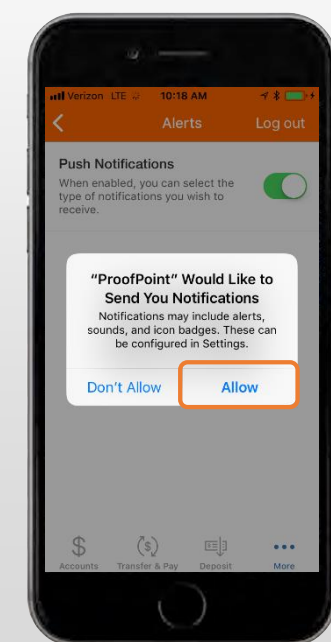 Verizon LTE 10:18 AM
Alerts Log out
Push Notifications
When enabled, you can select the
type of notifications you wish to
receive.
“ProofPoint” Would Like to
Send You Notifications
Notifications may include alerts,
sounds, and icon badges. These can
be configured in Settings.
Don’t Allow Allow
Accounts Transfer & Pay Deposit More